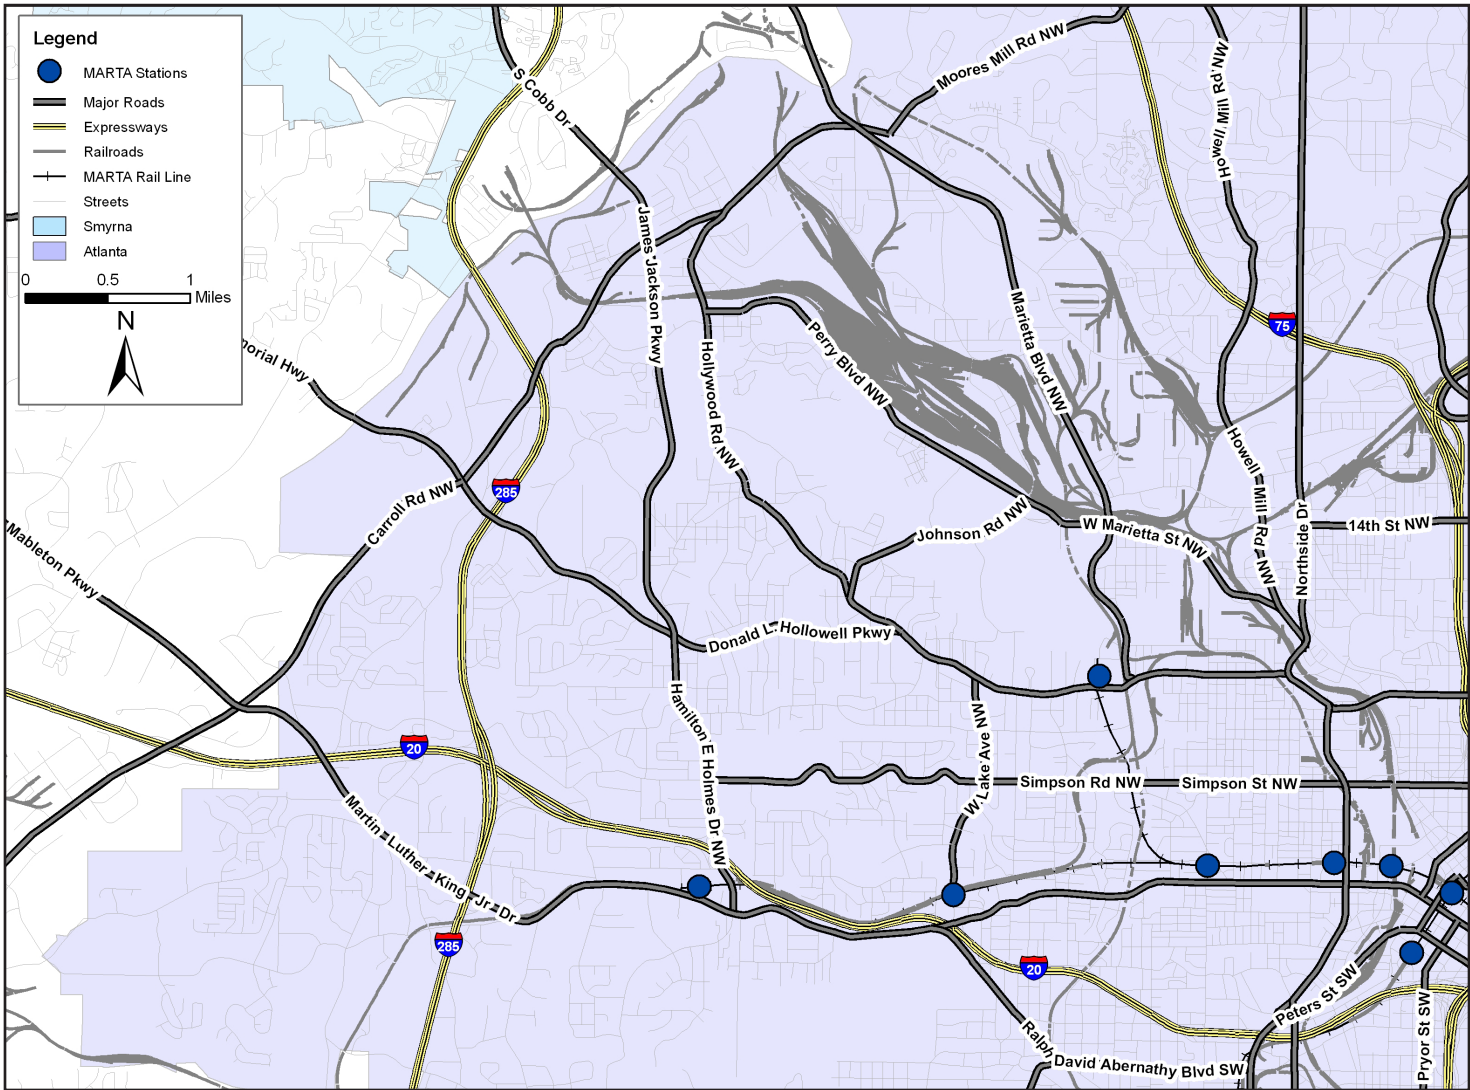 Legend
MARTA Stations
Major Roads
Expressways
Railroads
MARTA Rail Line
Streets
Smyrna
Atlanta
0 0.5 1
Miles
N
S Cobb Dr
Moores Mill Rd NW
Howell Mill Rd NW
James Jackson Pkwy
75
Marietta Blvd NW
Perry Blvd NW
norial Hwy
Hollywood Rd NW
Howell Mill Rd NW
285
Carroll Rd NW
Johnson Rd NW
W Marietta St NW
Northside Dr
14th St NW
Mableton Pkwy
Donald L. Hollowell Pkwy
Hamilton E Holmes Dr NW
W Lake Ave NW
20
Simpson Rd NW
Simpson St NW
Martin Luther King Jr Dr
285
20
Peters St SW
Pryor St SW
Ralph David Abernathy Blvd SW